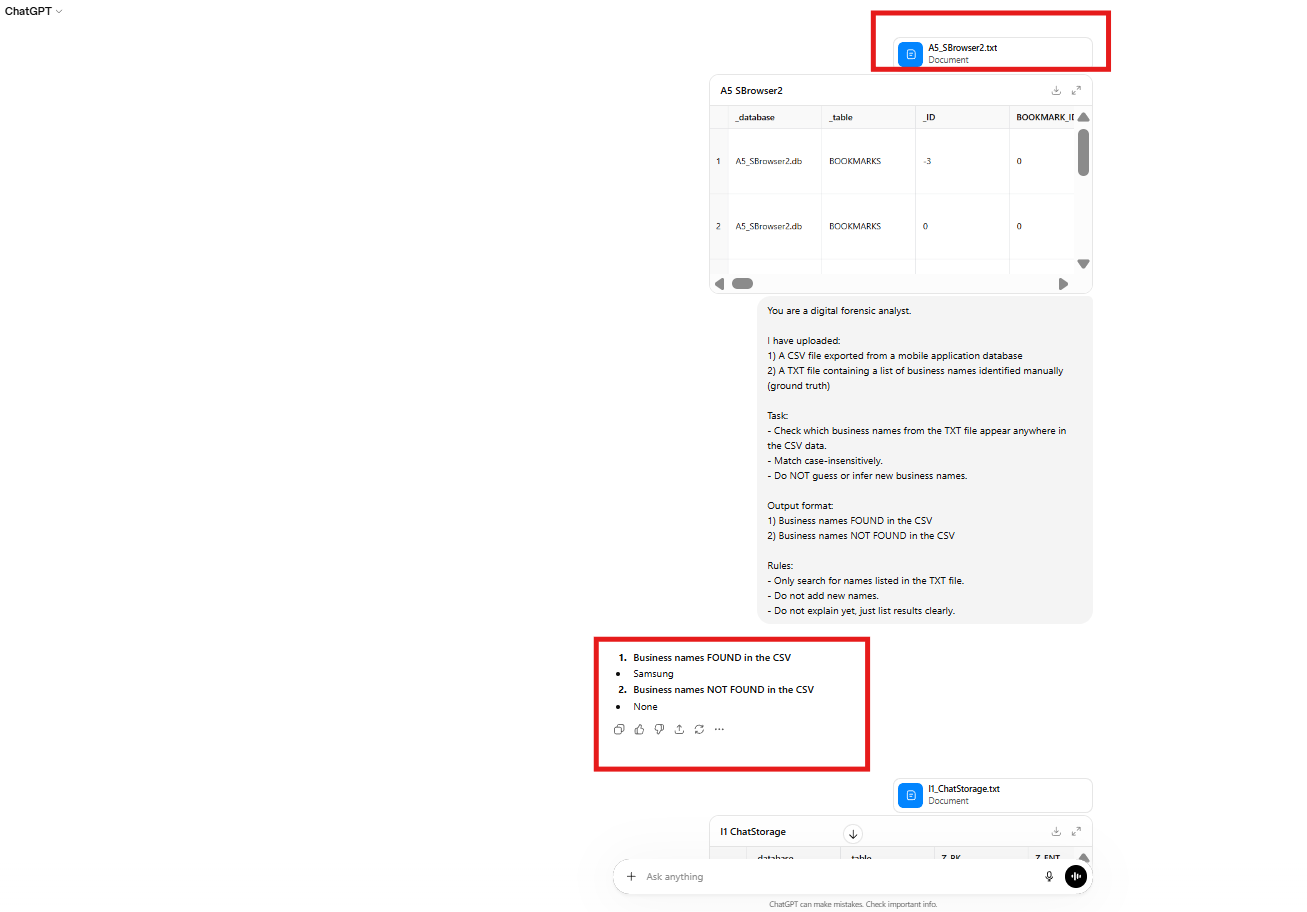 ChatGPT
A5_SBrowser2.txt
Document
A5 SBrowser2
_database _table _ID BOOKMARK_ID
1 A5_SBrowser2.db BOOKMARKS -3 0
2 A5_SBrowser2.db BOOKMARKS 0 0
You are a digital forensic analyst.
I have uploaded:
1) A CSV file exported from a mobile application database
2) A TXT file containing a list of business names identified manually
(ground truth)
Task:
- Check which business names from the TXT file appear anywhere in
the CSV data.
- Match case-insensitively.
- Do NOT guess or infer new business names.
Output format:
1) Business names FOUND in the CSV
2) Business names NOT FOUND in the CSV
Rules:
- Only search for names listed in the TXT file.
- Do not add new names.
- Do not explain yet, just list results clearly.
1. Business names FOUND in the CSV
• Samsung
2. Business names NOT FOUND in the CSV
• None
I1_ChatStorage.txt
Document
I1 ChatStorage
_database _table Z_PK Z_ENT
Ask anything
ChatGPT can make mistakes. Check important info.